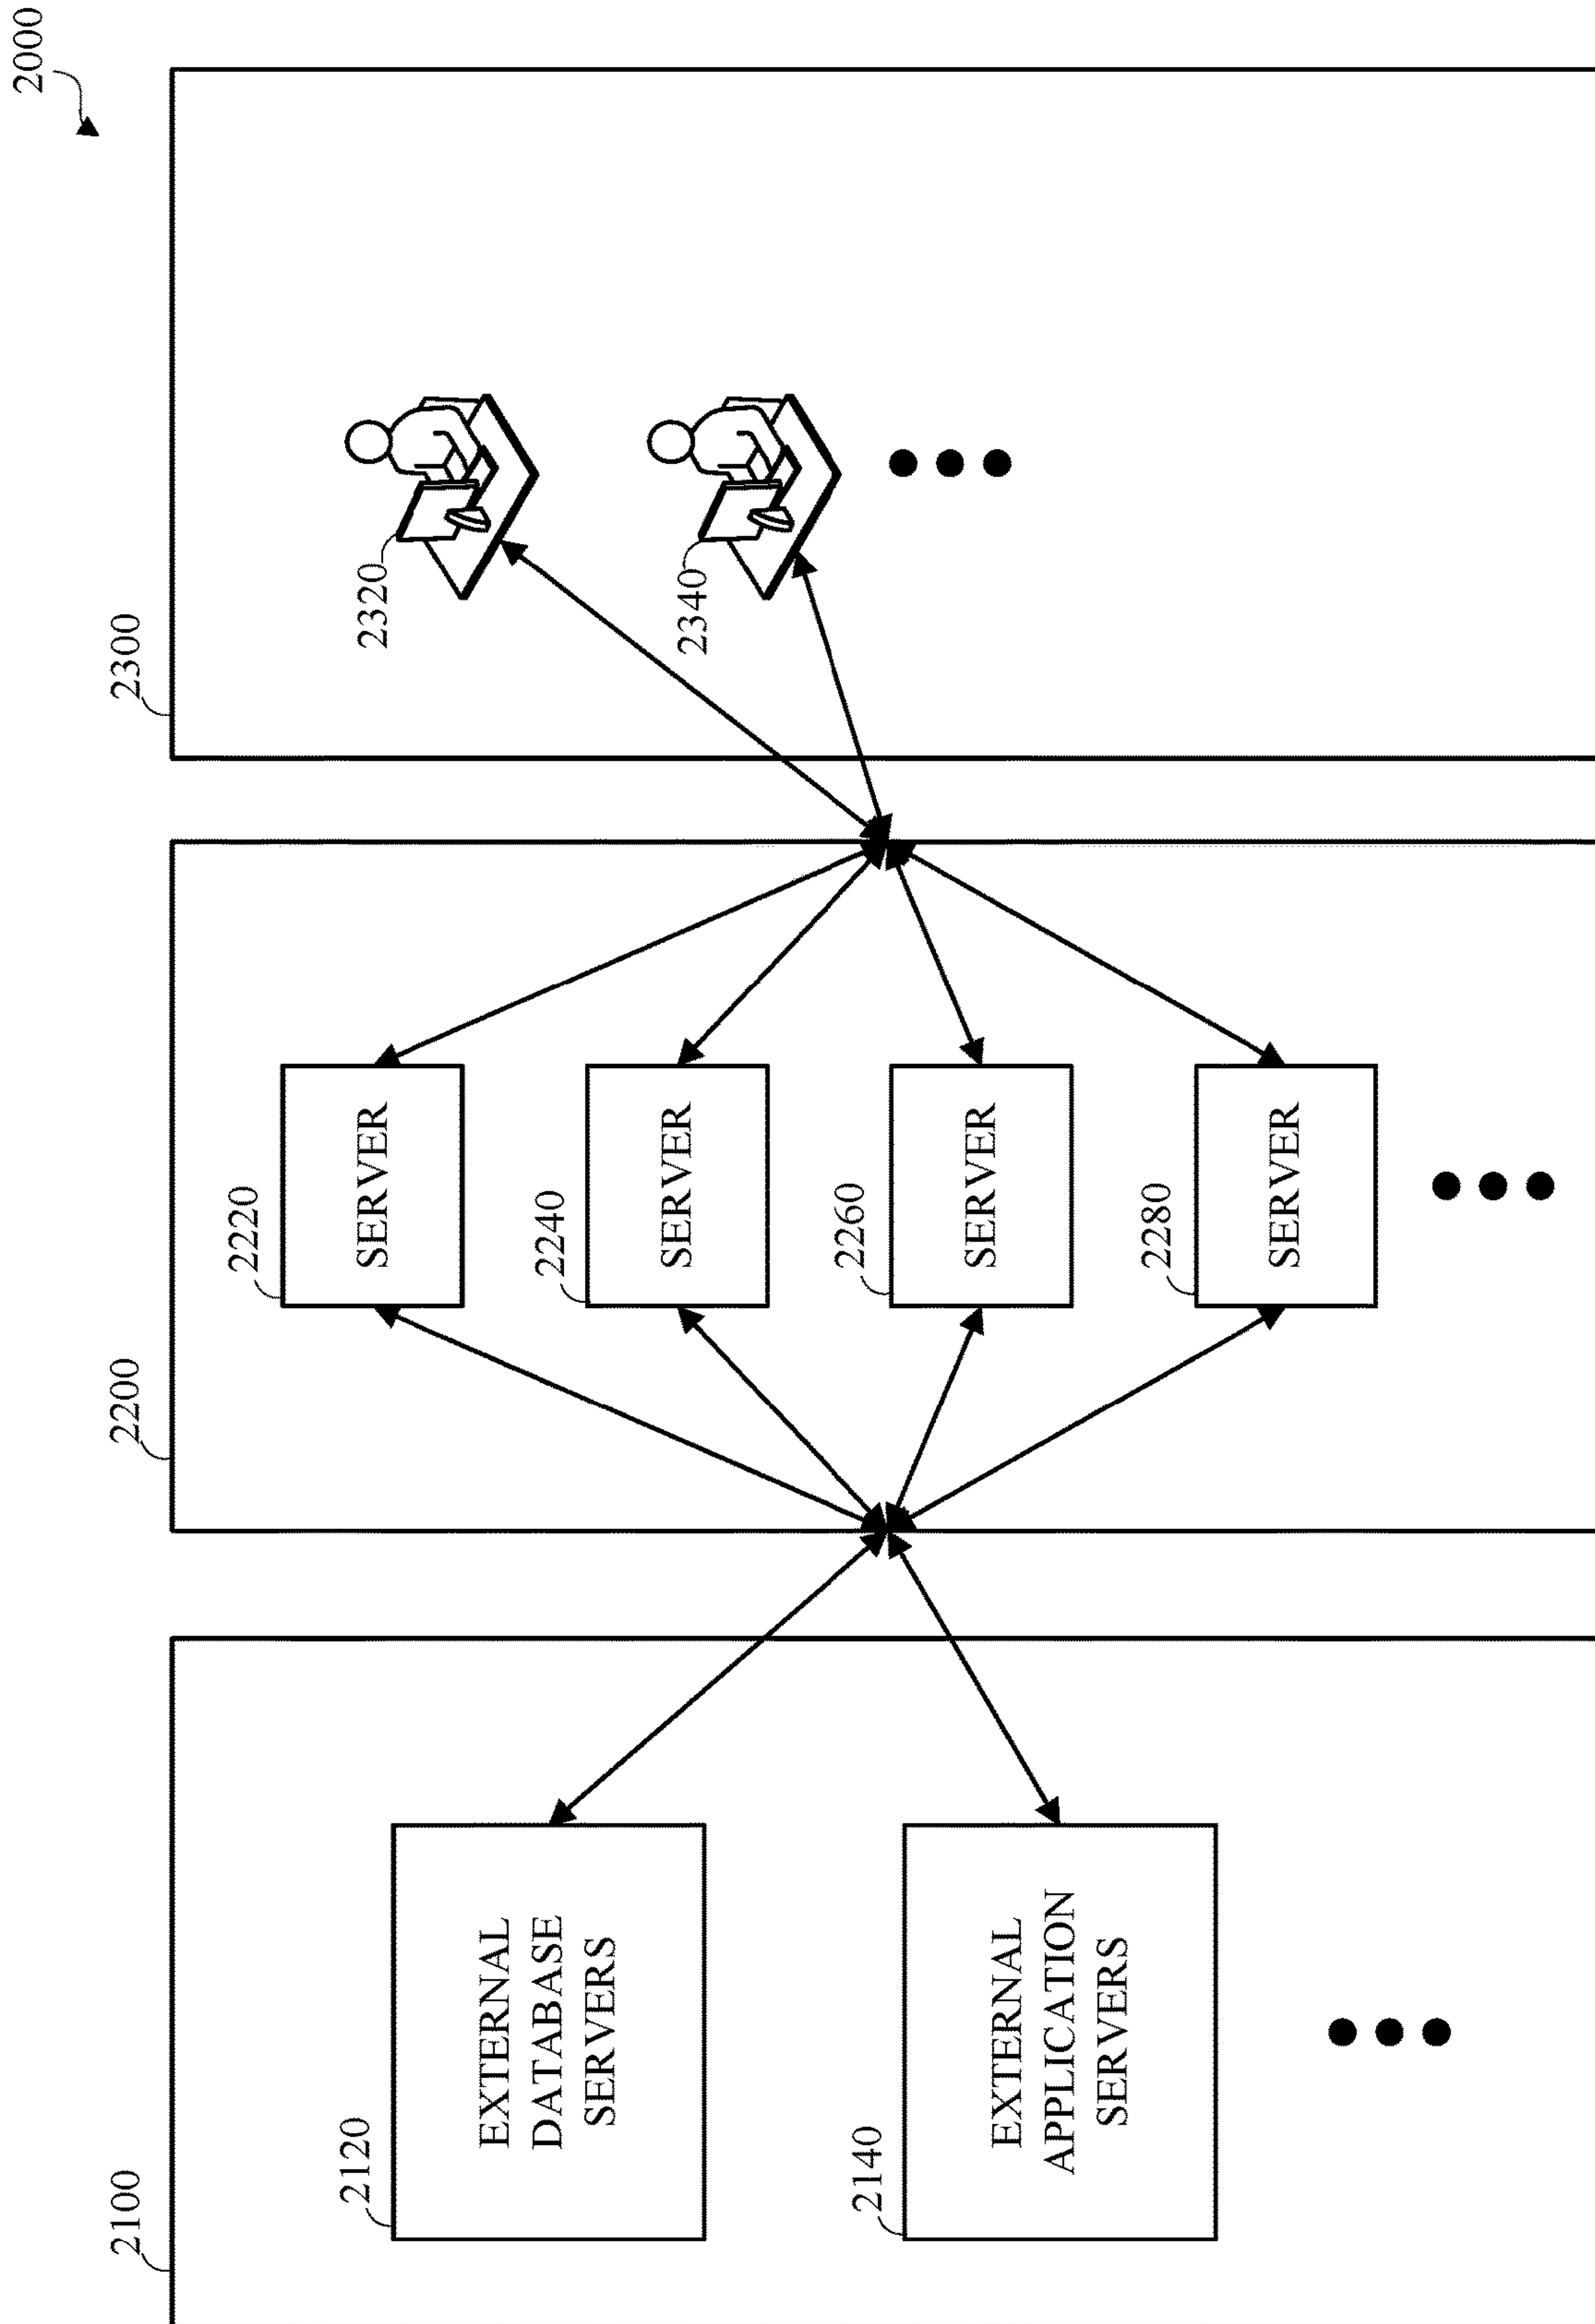 2000
2100
2200
2300
2120
EXTERNAL
DATABASE
SERVERS
2140
EXTERNAL
APPLICATION
SERVERS
2220
SERVER
2240
SERVER
2260
SERVER
2280
SERVER
2320
2340